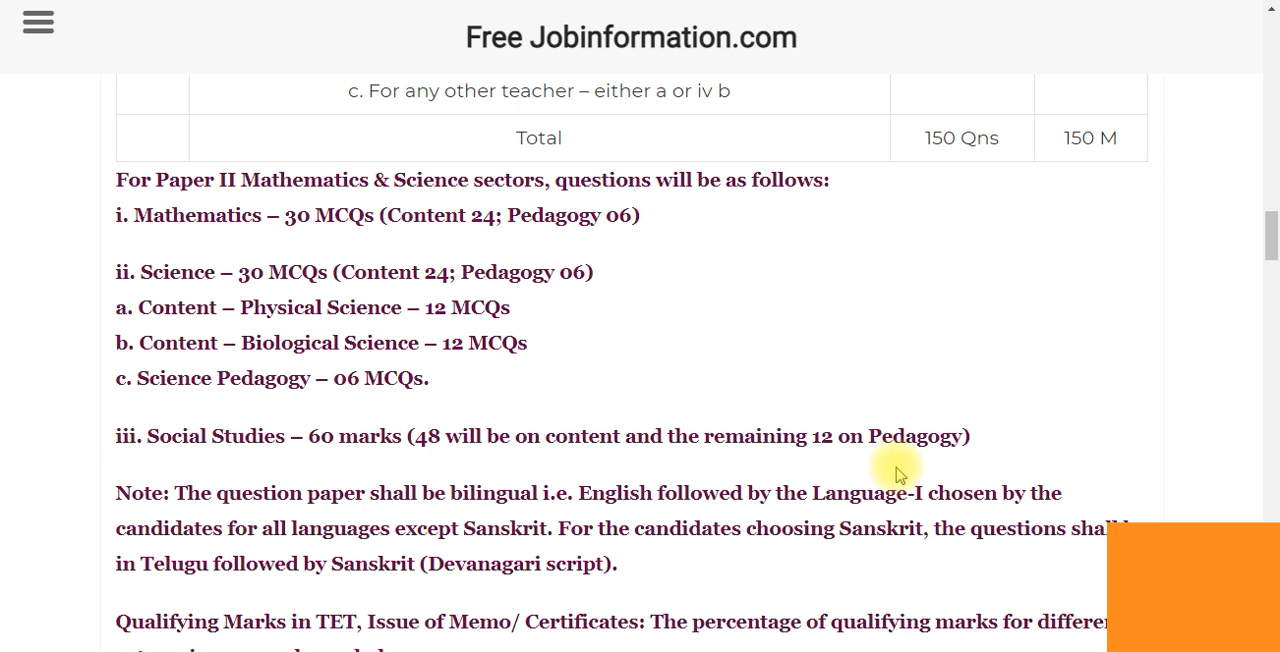 Free Jobinformation.com
c. For any other teacher – either a or iv b
Total 150 Qns 150 M
For Paper II Mathematics & Science sectors, questions will be as follows:
i. Mathematics – 30 MCQs (Content 24; Pedagogy 06)
ii. Science – 30 MCQs (Content 24; Pedagogy 06)
a. Content – Physical Science – 12 MCQs
b. Content – Biological Science – 12 MCQs
c. Science Pedagogy – 06 MCQs.
iii. Social Studies – 60 marks (48 will be on content and the remaining 12 on Pedagogy)
Note: The question paper shall be bilingual i.e. English followed by the Language-I chosen by the
candidates for all languages except Sanskrit. For the candidates choosing Sanskrit, the questions
in Telugu followed by Sanskrit (Devanagari script).
Qualifying Marks in TET, Issue of Memo/ Certificates: The percentage of qualifying marks for